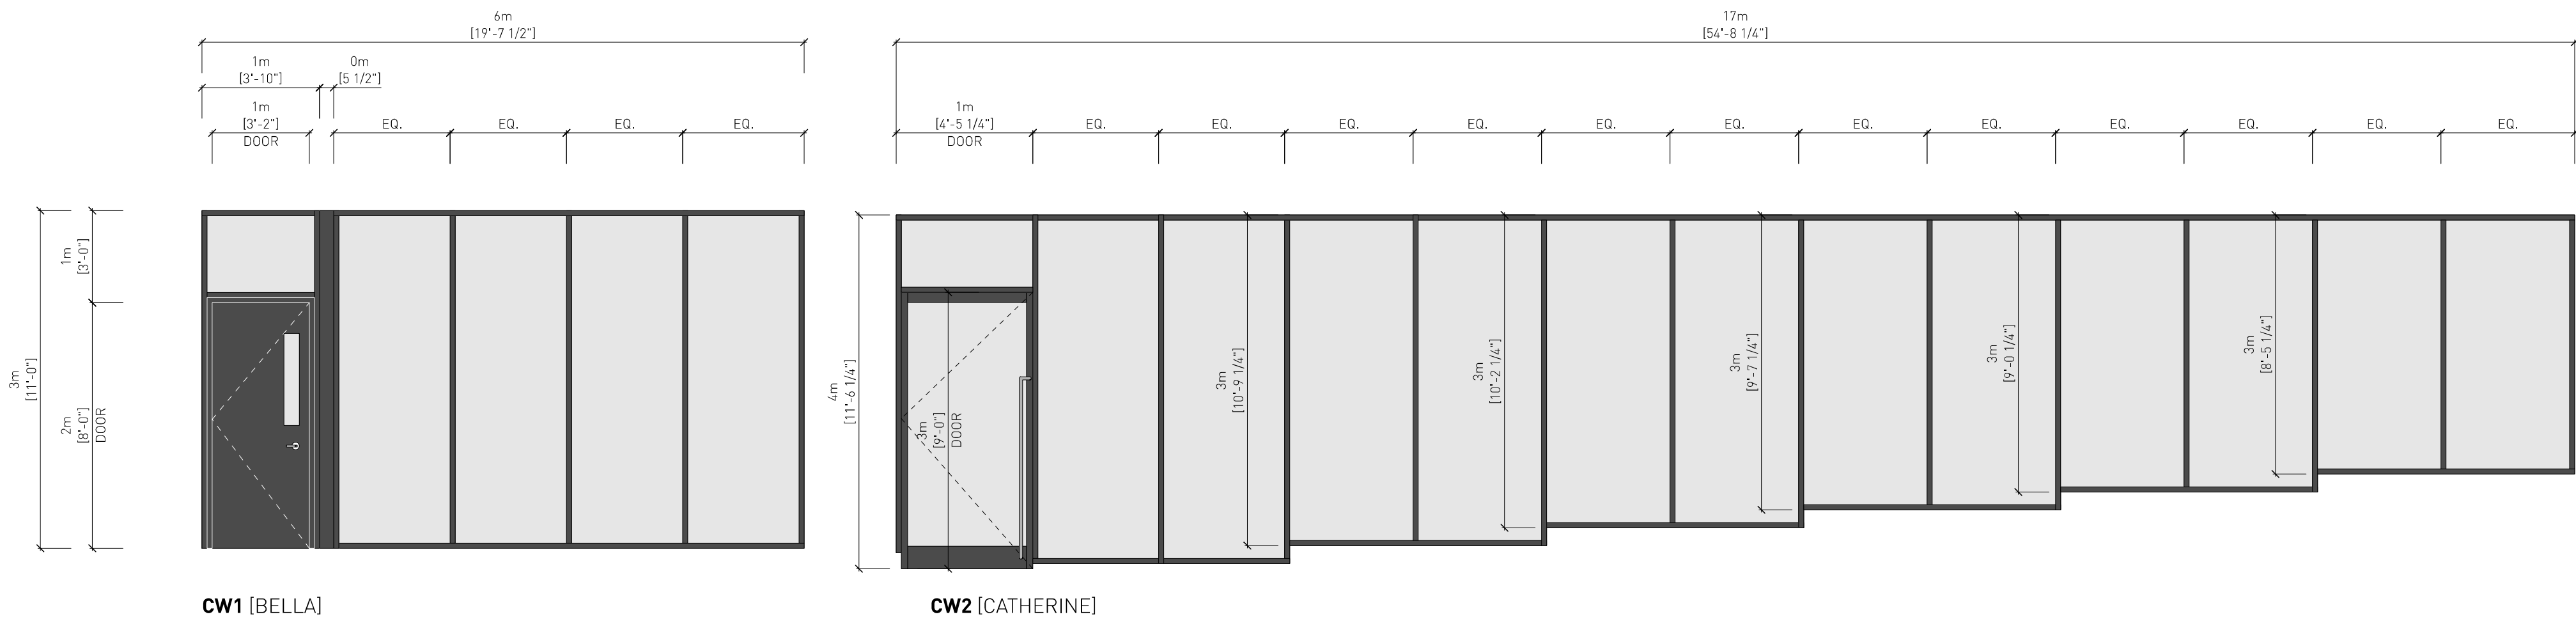 6m
[19'-7 1/2"]
1m
[3'-10"]
0m
[5 1/2"]
1m
[3'-2"]
DOOR
EQ.
EQ.
EQ.
EQ.
3m
[11'-0"]
1m
[3'-0"]
2m
[8'-0"]
DOOR
CW1 [BELLA]
17m
[54'-8 1/4"]
1m
[4'-5 1/4"]
DOOR
EQ.
EQ.
EQ.
EQ.
EQ.
EQ.
EQ.
EQ.
EQ.
EQ.
EQ.
EQ.
4m
[11'-6 1/4"]
3m
[9'-0"]
DOOR
3m
[10'-9 1/4"]
3m
[10'-2 1/4"]
3m
[9'-7 1/4"]
3m
[9'-0 1/4"]
3m
[8'-5 1/4"]
CW2 [CATHERINE]